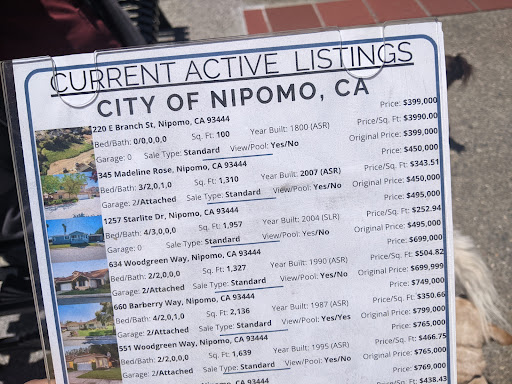 CURRENT ACTIVE LISTINGS
CITY OF NIPOMO, CA
220 E Branch St, Nipomo, CA 93444 Price: $399,000
Bed/Bath: 0/0,0,0,0 Sq. Ft: 100 Year Built: 1800 (ASR) Price/Sq. Ft: $3990.00
Garage: 0 Sale Type: Standard View/Pool: Yes/No Original Price: $399,000
345 Madeline Rose, Nipomo, CA 93444 Price: $450,000
Bed/Bath: 3/2,0,1,0 Sq. Ft: 1,310 Year Built: 2007 (ASR) Price/Sq. Ft: $343.51
Garage: 2/Attached Sale Type: Standard View/Pool: Yes/No Original Price: $450,000
1257 Starlite Dr, Nipomo, CA 93444 Price: $495,000
Bed/Bath: 4/3,0,0,0 Sq. Ft: 1,957 Year Built: 2004 (SLR) Price/Sq. Ft: $252.94
Garage: 0 Sale Type: Standard View/Pool: Yes/No Original Price: $495,000
634 Woodgreen Way, Nipomo, CA 93444 Price: $699,000
Bed/Bath: 2/2,0,0,0 Sq. Ft: 1,327 Year Built: 1990 (ASR) Price/Sq. Ft: $504.82
Garage: 2/Attached Sale Type: Standard View/Pool: Yes/No Original Price: $699,999
660 Barberry Way, Nipomo, CA 93444 Price: $749,000
Bed/Bath: 4/2,0,1,0 Sq. Ft: 2,136 Year Built: 1987 (ASR) Price/Sq. Ft: $350.66
Garage: 2/Attached Sale Type: Standard View/Pool: Yes/Yes Original Price: $799,000
551 Woodgreen Way, Nipomo, CA 93444 Price: $765,000
Bed/Bath: 2/2,0,0,0 Sq. Ft: 1,639 Year Built: 1995 (ASR) Price/Sq. Ft: $466.75
Garage: 2/Attached Sale Type: Standard View/Pool: Yes/No Original Price: $765,000
CA 93444 Price: $769,000
$438.43